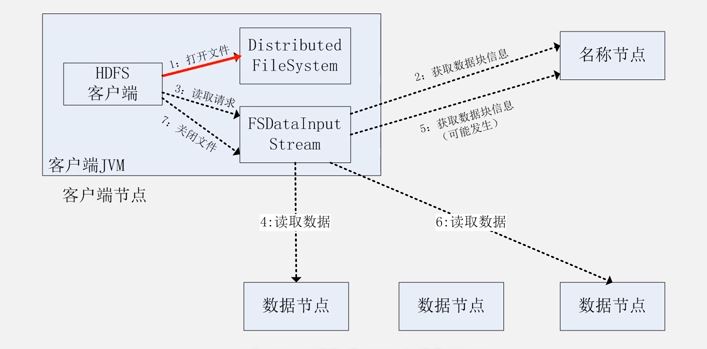 1：打开文件
Distributed
FileSystem
HDFS
客户端
2：获取数据块信息
名称节点
3：读取请求
7：关闭文件
FSDataInput
Stream
5：获取数据块信息
（可能发生）
客户端JVM
客户端节点
4:读取数据
6:读取数据
数据节点
数据节点
数据节点